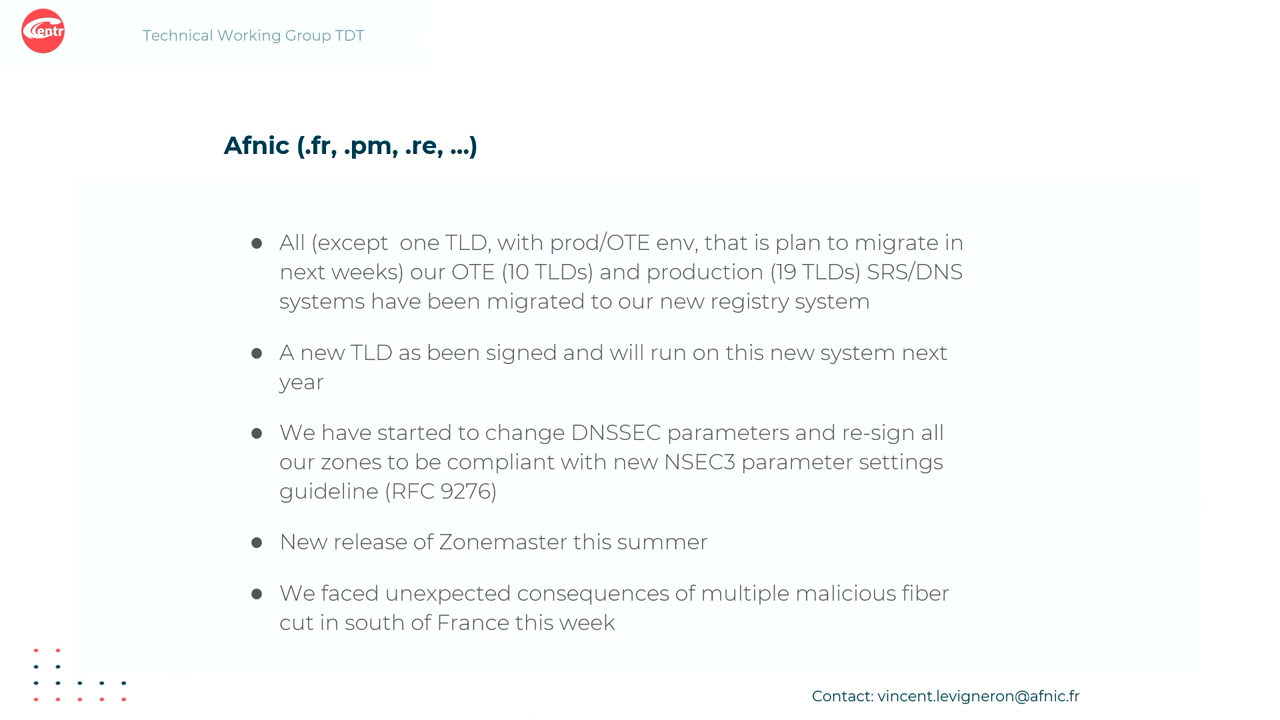 Centr
Technical Working Group TDT
Afnic (.fr, .pm, .re, ...)
● All (except  one TLD, with prod/OTE env, that is plan to migrate in
next weeks) our OTE (10 TLDs) and production (19 TLDs) SRS/DNS
systems have been migrated to our new registry system
● A new TLD as been signed and will run on this new system next
year
● We have started to change DNSSEC parameters and re-sign all
our zones to be compliant with new NSEC3 parameter settings
guideline (RFC 9276)
● New release of Zonemaster this summer
● We faced unexpected consequences of multiple malicious fiber
cut in south of France this week
Contact: vincent.levigneron@afnic.fr